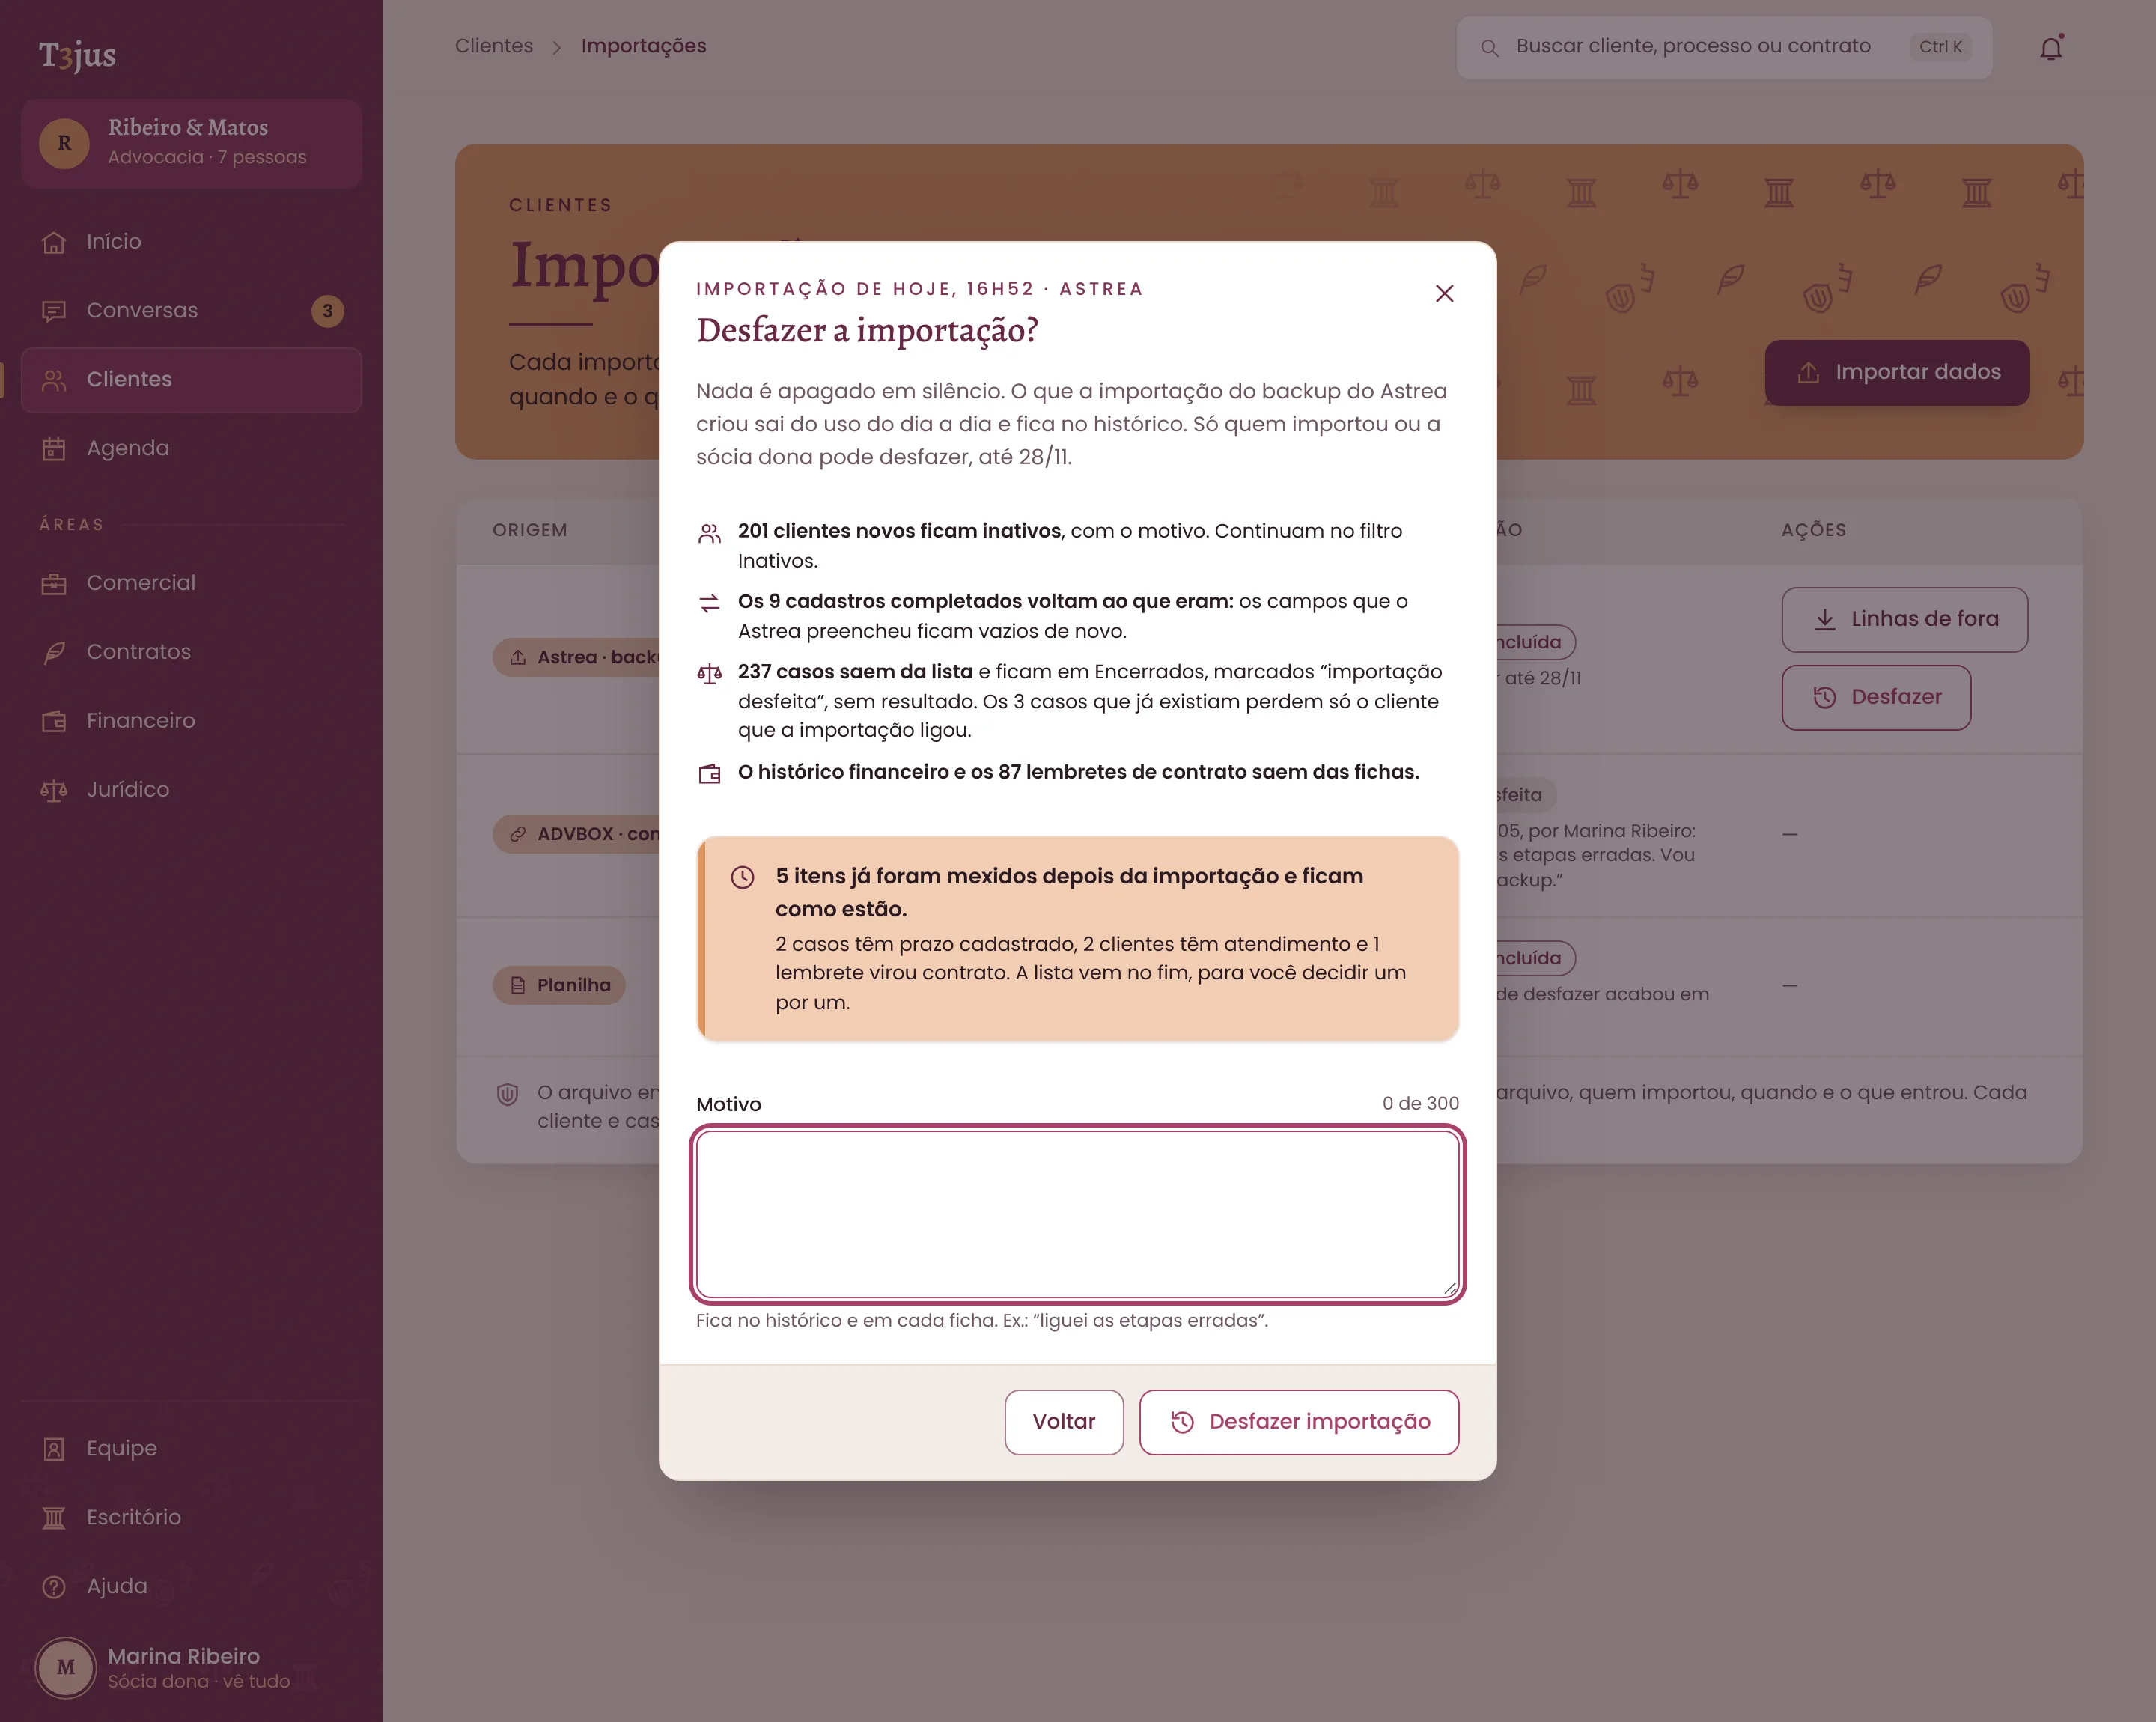 T3jus
Ribeiro & Matos
R
Advocacia · 7 pessoas
Início
Conversas
3
Clientes
Agenda
ÁREAS
Comercial
Contratos
Financeiro
Jurídico
Equipe
Escritório
Ajuda
M
Marina Ribeiro
Sócia dona · vê tudo
Clientes
Importações
Buscar cliente, processo ou contrato
Ctrl K
CLIENTES
Cada
quando e o q
Importar dados
ORIGEM
AÇÕES
Astrea ·
Linhas de fora
até 28/11
Desfazer
ADVBOX ·
05, por Marina Ribeiro:
etapas erradas. Vou
—
Planilha
de desfazer acabou em
—
O arquivo
arquivo, quem importou, quando e o que entrou. Cada
cliente e
IMPORTAÇÃO DE HOJE, 16H52 · ASTREA
Desfazer a importação?
Nada é apagado em silêncio. O que a importação do backup do Astrea
criou sai do uso do dia a dia e fica no histórico. Só quem importou ou a
sócia dona pode desfazer, até 28/11.
201 clientes novos ficam inativos, com o motivo. Continuam no filtro
Inativos.
Os 9 cadastros completados voltam ao que eram: os campos que o
Astrea preencheu ficam vazios de novo.
237 casos saem da lista e ficam em Encerrados, marcados “importação
desfeita”, sem resultado. Os 3 casos que já existiam perdem só o cliente
que a importação ligou.
O histórico financeiro e os 87 lembretes de contrato saem das fichas.
5 itens já foram mexidos depois da importação e ficam
como estão.
2 casos têm prazo cadastrado, 2 clientes têm atendimento e 1
lembrete virou contrato. A lista vem no fim, para você decidir um
por um.
Motivo
0 de 300
Fica no histórico e em cada ficha. Ex.: “liguei as etapas erradas”.
Voltar
Desfazer importação